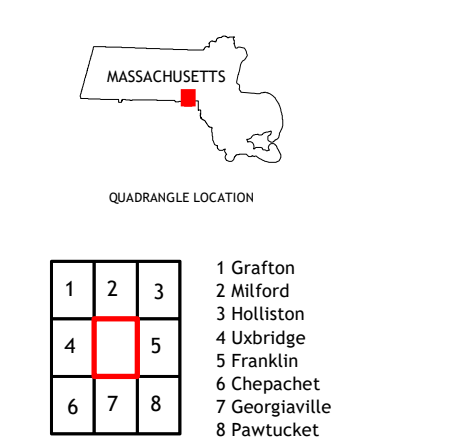 MASSACHUSETTS
QUADRANGLE LOCATION
1 2 3
4 5
6 7 8
1 Grafton
2 Milford
3 Holliston
4 Uxbridge
5 Franklin
6 Chepachet
7 Georgiaville
8 Pawtucket